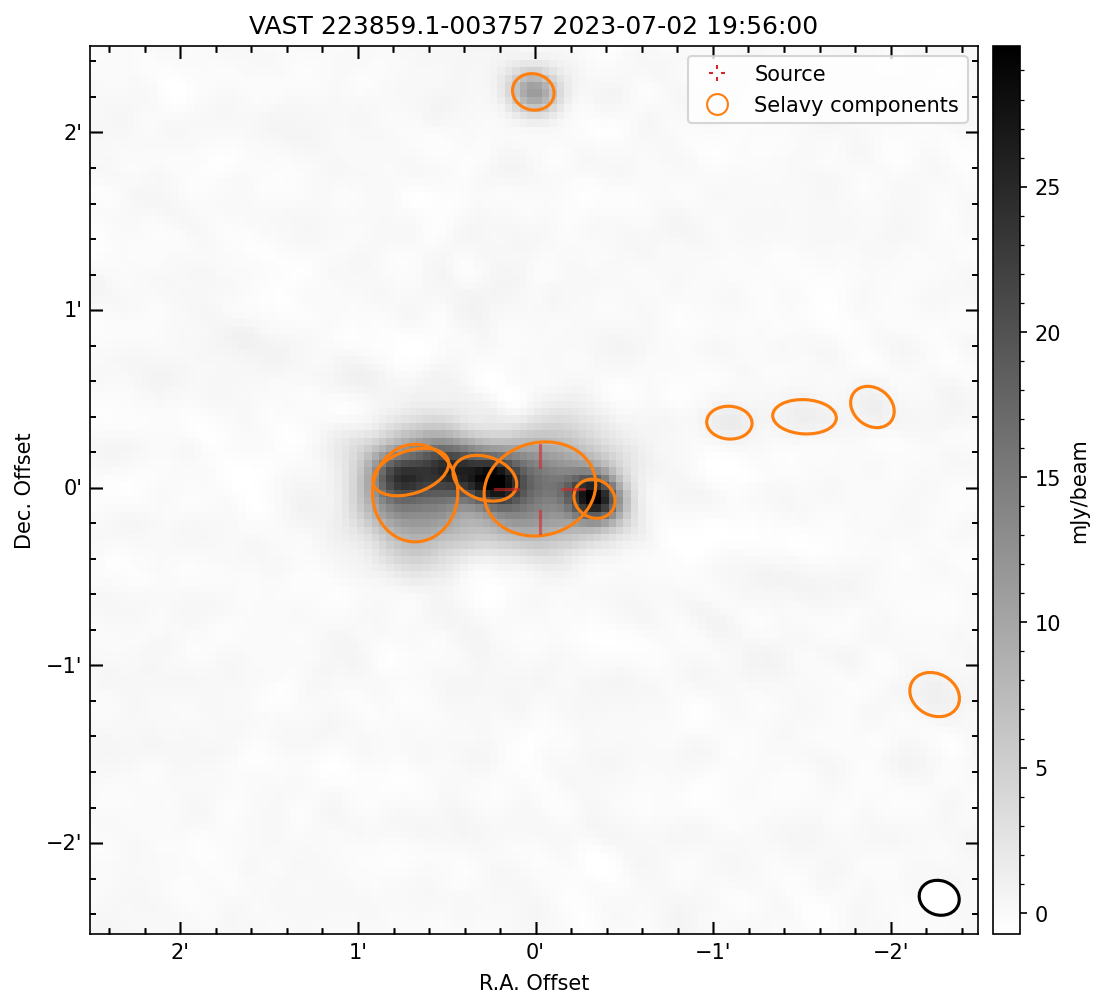 VAST 223859.1-003757 2023-07-02 19:56:00
Source
Selavy components
2'
1'
0'
−1'
−2'
Dec. Offset
2'
1'
0'
−1'
−2'
R.A. Offset
25
20
15
10
5
0
mJy/beam